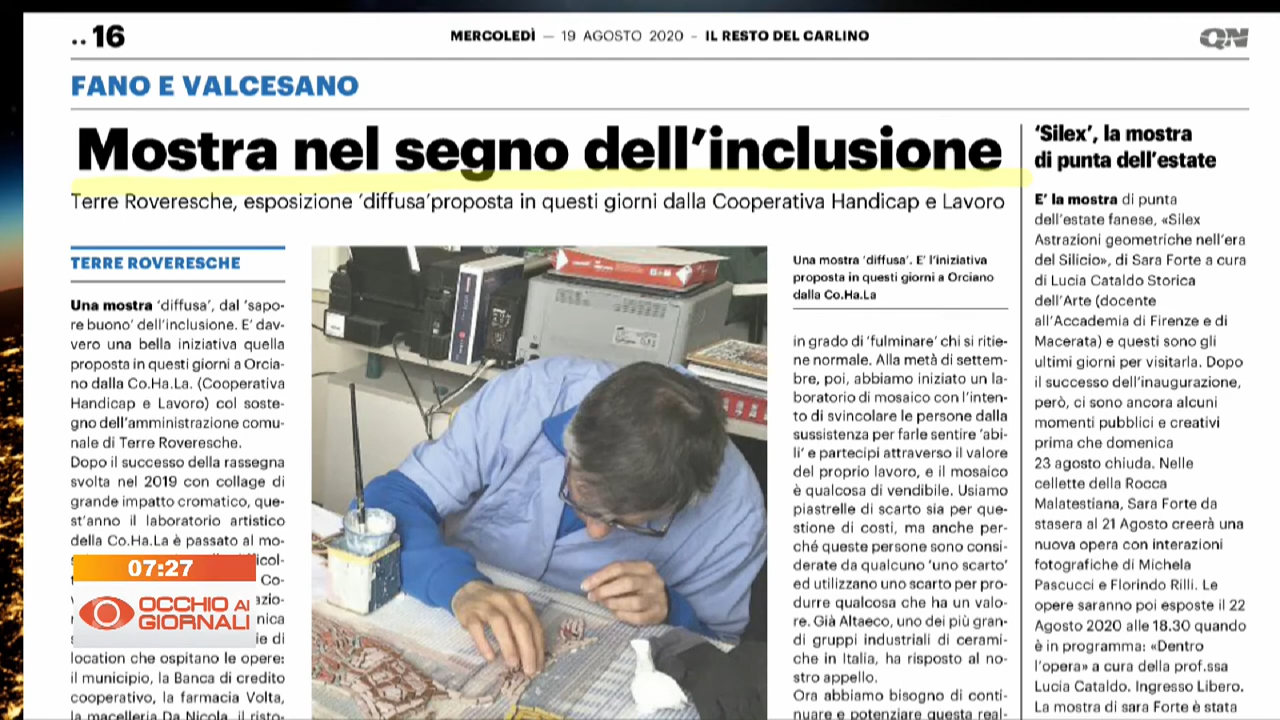 ..16
MERCOLEDÌ — 19 AGOSTO 2020 – IL RESTO DEL CARLINO
QN
FANO E VALCESANO
Mostra nel segno dell'inclusione
Terre Roveresche, esposizione 'diffusa'proposta in questi giorni dalla Cooperativa Handicap e Lavoro
TERRE ROVERESCHE
Una mostra 'diffusa', dal 'sapo-
re buono' dell'inclusione. E' dav-
vero una bella iniziativa quella
proposta in questi giorni a Orcia-
no dalla Co.Ha.La. (Cooperativa
Handicap e Lavoro) col soste-
gno dell'amministrazione comu-
nale di Terre Roveresche.
Dopo il successo della rassegna
svolta nel 2019 con collage di
grande impatto cromatico, que-
st'anno il laboratorio artistico
della Co.Ha.La è passato al mo-
icol-
Co-
azio-
nica
ie di
location che ospitano le opere:
il municipio, la Banca di credito
cooperativo, la farmacia Volta,
la macelleria Da Nicola, il risto-
07:27
OCCHIO AI
GIORNALI
Una mostra 'diffusa'. E' l'iniziativa
proposta in questi giorni a Orciano
dalla Co.Ha.La
in grado di 'fulminare' chi si ritie-
ne normale. Alla metà di settem-
bre, poi, abbiamo iniziato un la-
boratorio di mosaico con l'inten-
to di svincolare le persone dalla
sussistenza per farle sentire 'abi-
li' e partecipi attraverso il valore
del proprio lavoro, e il mosaico
è qualcosa di vendibile. Usiamo
piastrelle di scarto sia per que-
stione di costi, ma anche per-
ché queste persone sono consi-
derate da qualcuno 'uno scarto'
ed utilizzano uno scarto per pro-
durre qualcosa che ha un valo-
re. Già Altaeco, uno dei più gran-
di gruppi industriali di cerami-
che in Italia, ha risposto al no-
stro appello.
Ora abbiamo bisogno di conti-
nuare e potenziare questa real-
'Silex', la mostra
di punta dell'estate
E' la mostra di punta
dell'estate fanese, «Silex
Astrazioni geometriche nell'era
del Silicio», di Sara Forte a cura
di Lucia Cataldo Storica
dell'Arte (docente
all'Accademia di Firenze e di
Macerata) e questi sono gli
ultimi giorni per visitarla. Dopo
il successo dell'inaugurazione,
però, ci sono ancora alcuni
momenti pubblici e creativi
prima che domenica
23 agosto chiuda. Nelle
cellette della Rocca
Malatestiana, Sara Forte da
stasera al 21 Agosto creerà una
nuova opera con interazioni
fotografiche di Michela
Pascucci e Florindo Rilli. Le
opere saranno poi esposte il 22
Agosto 2020 alle 18.30 quando
è in programma: «Dentro
l'opera» a cura della prof.ssa
Lucia Cataldo. Ingresso Libero.
La mostra di sara Forte è stata